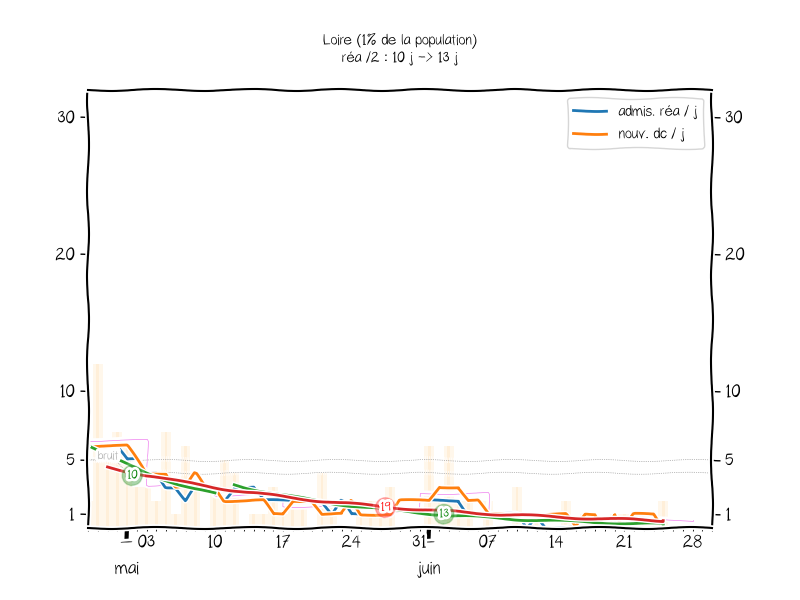 Loire (1% de la population)
réa /2 : 10 j -> 13 j
admis. réa / j
nouv. dc / j
30 30
20 20
10 10
5 5
1 1
bruit
10
19
13
03 10 17 24 31 07 14 21 28
mai juin